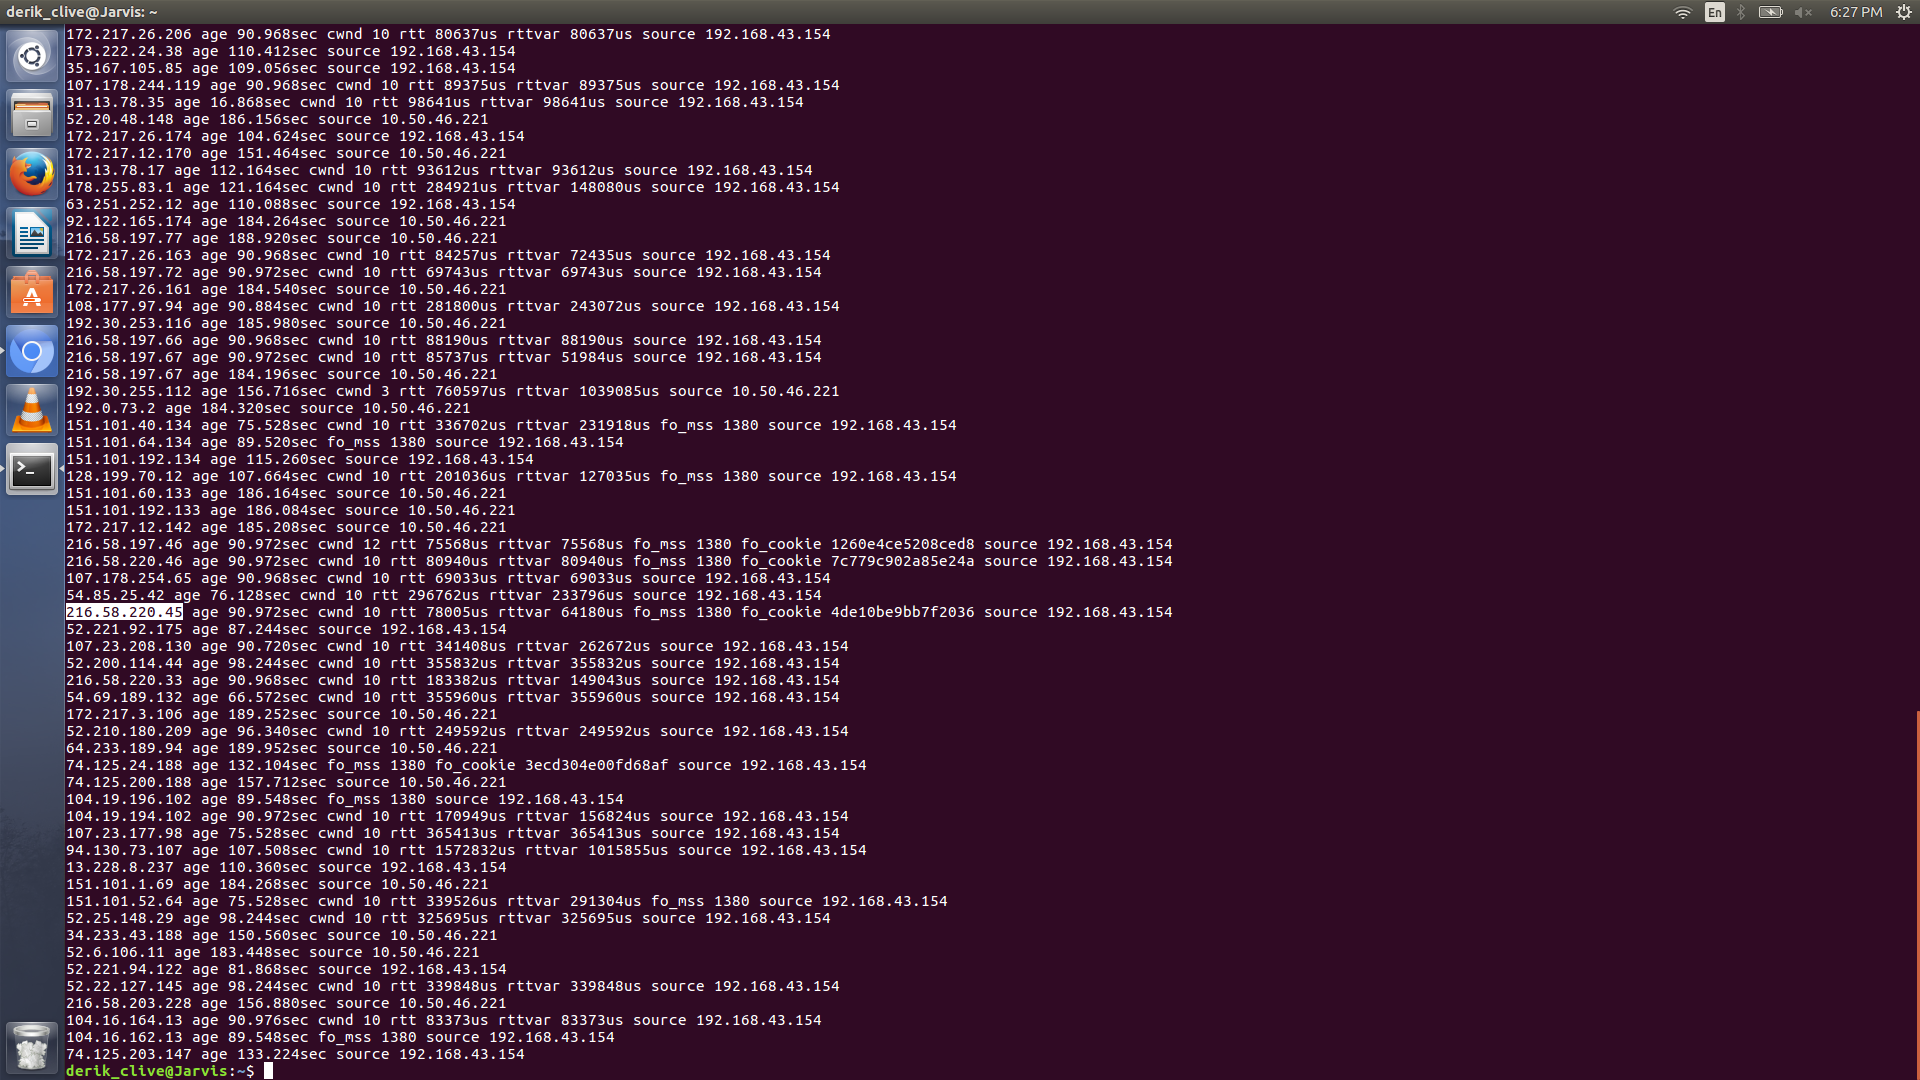 derik_clive@Jarvis: ~
En
6:27 PM
172.217.26.206 age 90.968sec cwnd 10 rtt 80637us rttvar 80637us source 192.168.43.154
173.222.24.38 age 110.412sec source 192.168.43.154
35.167.105.85 age 109.056sec source 192.168.43.154
107.178.244.119 age 90.968sec cwnd 10 rtt 89375us rttvar 89375us source 192.168.43.154
31.13.78.35 age 16.868sec cwnd 10 rtt 98641us rttvar 98641us source 192.168.43.154
52.20.48.148 age 186.156sec source 10.50.46.221
172.217.26.174 age 104.624sec source 192.168.43.154
172.217.12.170 age 151.464sec source 10.50.46.221
31.13.78.17 age 112.164sec cwnd 10 rtt 93612us rttvar 93612us source 192.168.43.154
178.255.83.1 age 121.164sec cwnd 10 rtt 284921us rttvar 148080us source 192.168.43.154
63.251.252.12 age 110.088sec source 192.168.43.154
92.122.165.174 age 184.264sec source 10.50.46.221
216.58.197.77 age 188.920sec source 10.50.46.221
172.217.26.163 age 90.968sec cwnd 10 rtt 84257us rttvar 72435us source 192.168.43.154
216.58.197.72 age 90.972sec cwnd 10 rtt 69743us rttvar 69743us source 192.168.43.154
172.217.26.161 age 184.540sec source 10.50.46.221
108.177.97.94 age 90.884sec cwnd 10 rtt 281800us rttvar 243072us source 192.168.43.154
192.30.253.116 age 185.980sec source 10.50.46.221
216.58.197.66 age 90.968sec cwnd 10 rtt 88190us rttvar 88190us source 192.168.43.154
216.58.197.67 age 90.972sec cwnd 10 rtt 85737us rttvar 51984us source 192.168.43.154
216.58.197.67 age 184.196sec source 10.50.46.221
192.30.255.112 age 156.716sec cwnd 3 rtt 760597us rttvar 1039085us source 10.50.46.221
192.0.73.2 age 184.320sec source 10.50.46.221
151.101.40.134 age 75.528sec cwnd 10 rtt 336702us rttvar 231918us fo_mss 1380 source 192.168.43.154
151.101.64.134 age 89.520sec fo_mss 1380 source 192.168.43.154
151.101.192.134 age 115.260sec source 192.168.43.154
128.199.70.12 age 107.664sec cwnd 10 rtt 201036us rttvar 127035us fo_mss 1380 source 192.168.43.154
151.101.60.133 age 186.164sec source 10.50.46.221
151.101.192.133 age 186.084sec source 10.50.46.221
172.217.12.142 age 185.208sec source 10.50.46.221
216.58.197.46 age 90.972sec cwnd 12 rtt 75568us rttvar 75568us fo_mss 1380 fo_cookie 1260e4ce5208ced8 source 192.168.43.154
216.58.220.46 age 90.972sec cwnd 10 rtt 80940us rttvar 80940us fo_mss 1380 fo_cookie 7c779c902a85e24a source 192.168.43.154
107.178.254.65 age 90.968sec cwnd 10 rtt 69033us rttvar 69033us source 192.168.43.154
54.85.25.42 age 76.128sec cwnd 10 rtt 296762us rttvar 233796us source 192.168.43.154
216.58.220.45 age 90.972sec cwnd 10 rtt 78005us rttvar 64180us fo_mss 1380 fo_cookie 4de10be9bb7f2036 source 192.168.43.154
52.221.92.175 age 87.244sec source 192.168.43.154
107.23.208.130 age 90.720sec cwnd 10 rtt 341408us rttvar 262672us source 192.168.43.154
52.200.114.44 age 98.244sec cwnd 10 rtt 355832us rttvar 355832us source 192.168.43.154
216.58.220.33 age 90.968sec cwnd 10 rtt 183382us rttvar 149043us source 192.168.43.154
54.69.189.132 age 66.572sec cwnd 10 rtt 355960us rttvar 355960us source 192.168.43.154
172.217.3.106 age 189.252sec source 10.50.46.221
52.210.180.209 age 96.340sec cwnd 10 rtt 249592us rttvar 249592us source 192.168.43.154
64.233.189.94 age 189.952sec source 10.50.46.221
74.125.24.188 age 132.104sec fo_mss 1380 fo_cookie 3ecd304e00fd68af source 192.168.43.154
74.125.200.188 age 157.712sec source 10.50.46.221
104.19.196.102 age 89.548sec fo_mss 1380 source 192.168.43.154
104.19.194.102 age 90.972sec cwnd 10 rtt 170949us rttvar 156824us source 192.168.43.154
107.23.177.98 age 75.528sec cwnd 10 rtt 365413us rttvar 365413us source 192.168.43.154
94.130.73.107 age 107.508sec cwnd 10 rtt 1572832us rttvar 1015855us source 192.168.43.154
13.228.8.237 age 110.360sec source 192.168.43.154
151.101.1.69 age 184.268sec source 10.50.46.221
151.101.52.64 age 75.528sec cwnd 10 rtt 339526us rttvar 291304us fo_mss 1380 source 192.168.43.154
52.25.148.29 age 98.244sec cwnd 10 rtt 325695us rttvar 325695us source 192.168.43.154
34.233.43.188 age 150.560sec source 10.50.46.221
52.6.106.11 age 183.448sec source 10.50.46.221
52.221.94.122 age 81.868sec source 192.168.43.154
52.22.127.145 age 98.244sec cwnd 10 rtt 339848us rttvar 339848us source 192.168.43.154
216.58.203.228 age 156.880sec source 10.50.46.221
104.16.164.13 age 90.976sec cwnd 10 rtt 83373us rttvar 83373us source 192.168.43.154
104.16.162.13 age 89.548sec fo_mss 1380 source 192.168.43.154
74.125.203.147 age 133.224sec source 192.168.43.154
derik_clive@Jarvis:~$